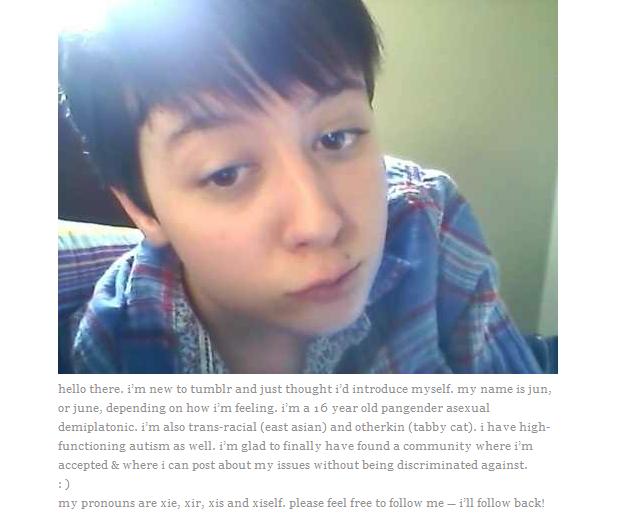 hello there. i'm new to tumblr and just thought i'd introduce myself. my name is jun,
or june, depending on how i'm feeling. i'm a 16 year old pangender asexual
demiplatonic. i'm also trans-racial (east asian) and otherkin (tabby cat). i have high-
functioning autism as well. i'm glad to finally have found a community where i'm
accepted & where i can post about my issues without being discriminated against.
: )
my pronouns are xie, xir, xis and xiself. please feel free to follow me — i'll follow back!